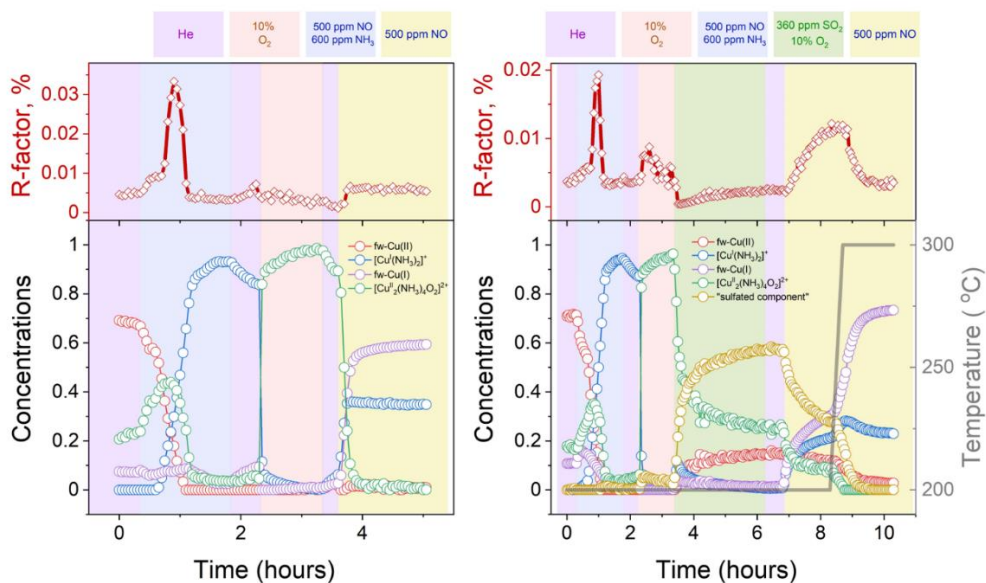 He
10%
O₂
500 ppm NO
600 ppm NH₃
500 ppm NO
R-factor, %
0.03
0.02
0.01
0
Concentrations
1
0.8
0.6
0.4
0.2
0
fw-Cu(II)
[Cuᴵ(NH₃)₂]⁺
fw-Cu(I)
[Cuᴵᴵ₂(NH₃)₄O₂]²⁺
0
2
4
Time (hours)
He
10%
O₂
500 ppm NO
600 ppm NH₃
360 ppm SO₂
10% O₂
500 ppm NO
R-factor, %
0.02
0.01
0
Concentrations
1
0.8
0.6
0.4
0.2
0
fw-Cu(II)
[Cuᴵ(NH₃)₂]⁺
fw-Cu(I)
[Cuᴵᴵ₂(NH₃)₄O₂]²⁺
"sulfated component"
300
250
200
Temperature ( °C)
0
2
4
6
8
10
Time (hours)